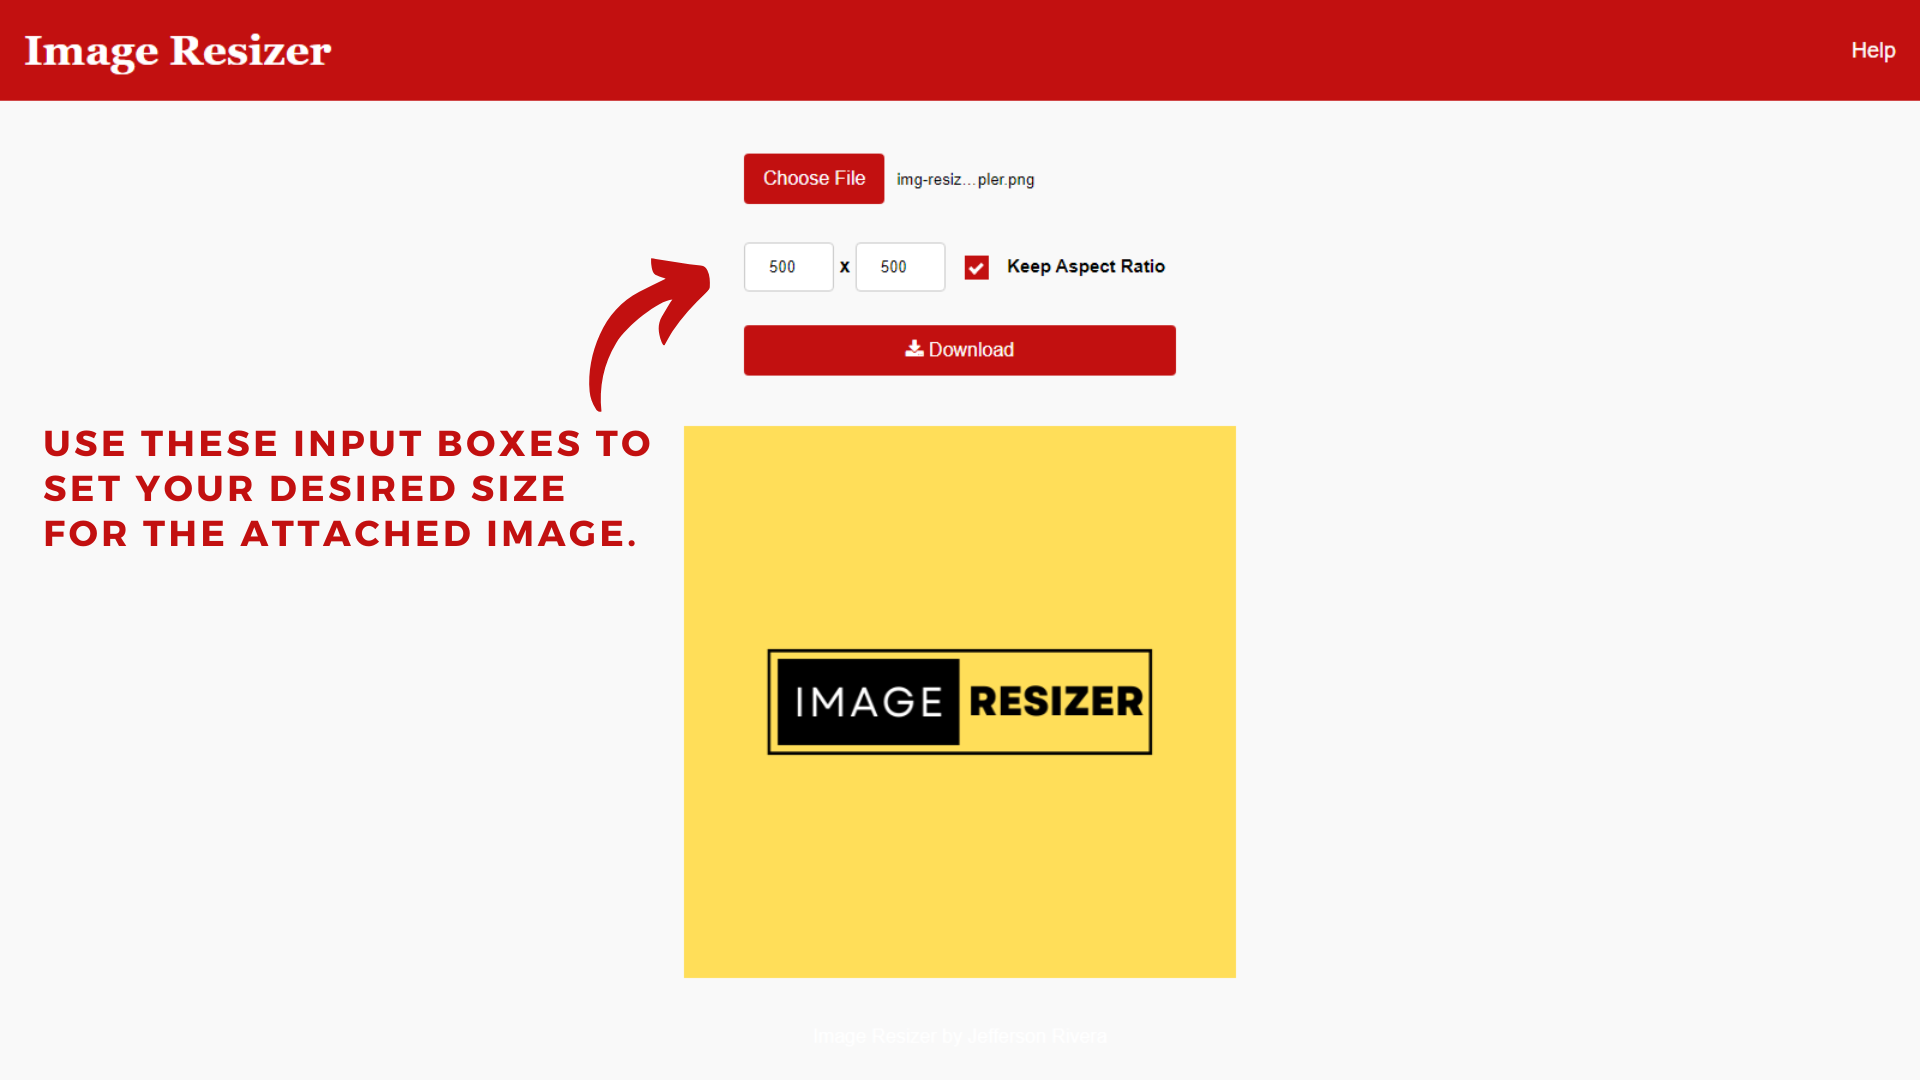 Image Resizer
Help
Choose File img-resiz...pler.png
500 x 500 Keep Aspect Ratio
Download
USE THESE INPUT BOXES TO
SET YOUR DESIRED SIZE
FOR THE ATTACHED IMAGE.
IMAGE RESIZER
Image Resizer by Jefferson Rivera